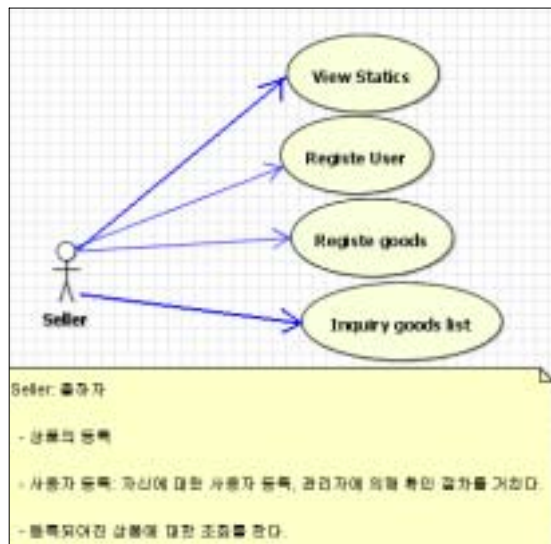 View Statics
Registe User
Registe goods
Seller
Inquiry goods list
Seller: 출하자
- 상품의 등록
- 사용자 등록: 자신에 대한 사용자 등록, 관리자에 의해 확인 절차를 거친다.
- 등록되어진 상품에 대한 조회를 한다.